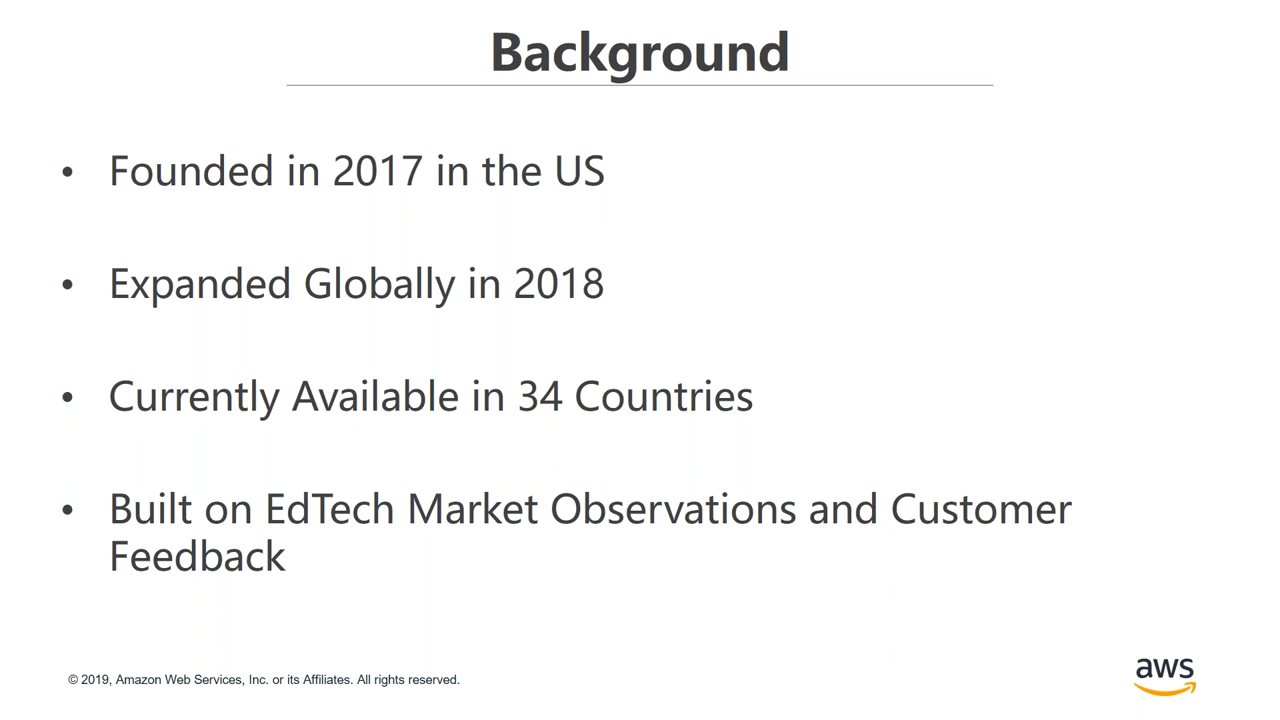 Background
• Founded in 2017 in the US
• Expanded Globally in 2018
• Currently Available in 34 Countries
• Built on EdTech Market Observations and Customer
Feedback
© 2019, Amazon Web Services, Inc. or its Affiliates. All rights reserved.
aws